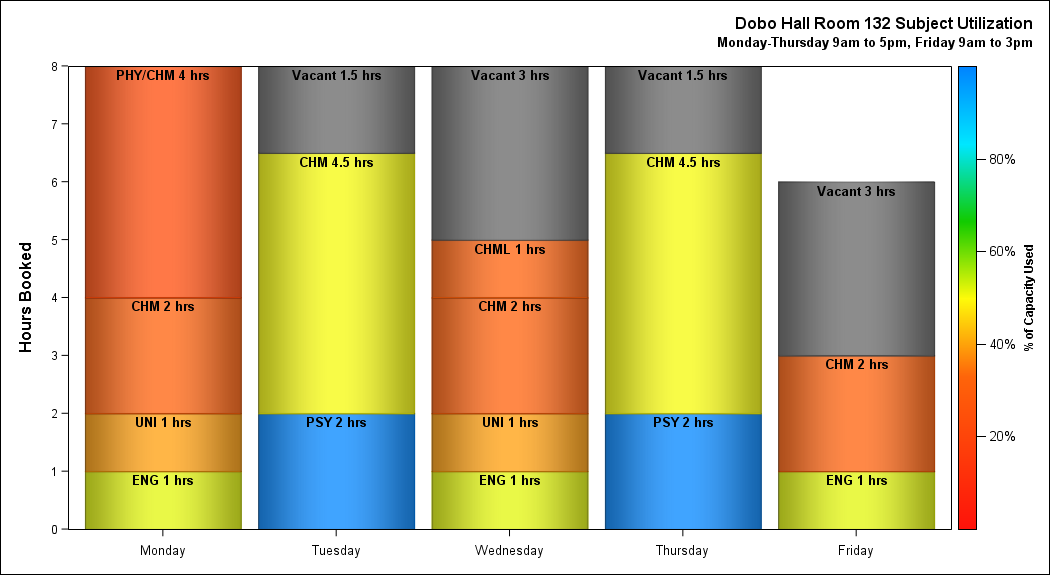 Dobo Hall Room 132 Subject Utilization
Monday-Thursday 9am to 5pm, Friday 9am to 3pm
Hours Booked
8
7
6
5
4
3
2
1
0
PHY/CHM 4 hrs
CHM 2 hrs
UNI 1 hrs
ENG 1 hrs
Vacant 1.5 hrs
CHM 4.5 hrs
PSY 2 hrs
Vacant 3 hrs
CHML 1 hrs
CHM 2 hrs
UNI 1 hrs
ENG 1 hrs
Vacant 1.5 hrs
CHM 4.5 hrs
PSY 2 hrs
Vacant 3 hrs
CHM 2 hrs
ENG 1 hrs
Monday
Tuesday
Wednesday
Thursday
Friday
80%
60%
40%
20%
% of Capacity Used